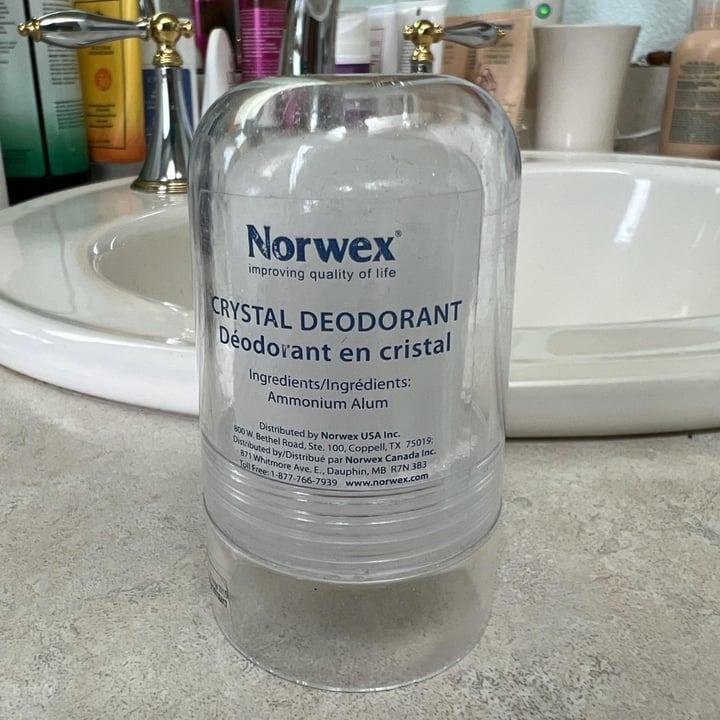 Norwex®
improving quality of life
CRYSTAL DEODORANT
Déodorant en cristal
Ingredients/Ingrédients:
Ammonium Alum
Distributed by Norwex USA Inc.
800 W. Bethel Road, Ste. 100, Coppell, TX 75019;
Distributed by/Distribué par Norwex Canada Inc.
871 Whitmore Ave. E., Dauphin, MB R7N 3B3
Toll Free: 1-877-766-7939 www.norwex.com